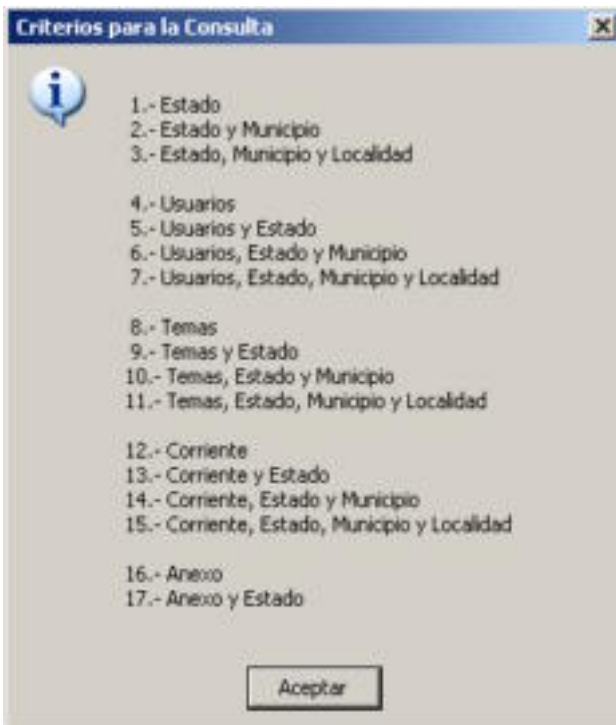 Criterios para la Consulta
1.- Estado
2.- Estado y Municipio
3.- Estado, Municipio y Localidad
4.- Usuarios
5.- Usuarios y Estado
6.- Usuarios, Estado y Municipio
7.- Usuarios, Estado, Municipio y Localidad
8.- Temas
9.- Temas y Estado
10.- Temas, Estado y Municipio
11.- Temas, Estado, Municipio y Localidad
12.- Corriente
13.- Corriente y Estado
14.- Corriente, Estado y Municipio
15.- Corriente, Estado, Municipio y Localidad
16.- Anexo
17.- Anexo y Estado
Aceptar